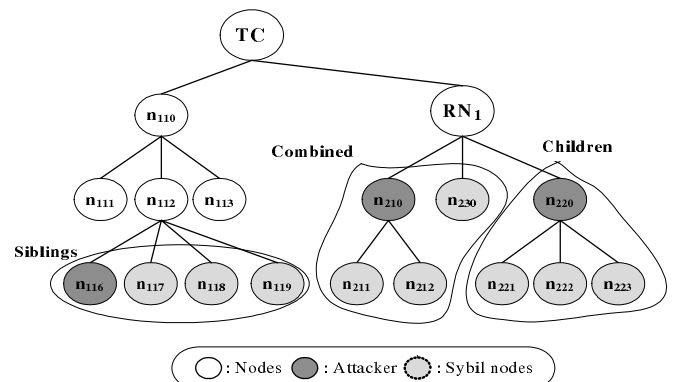 TC
n110
RN1
Combined
Children
n111
n112
n113
n210
n230
n220
Siblings
n116
n117
n118
n119
n211
n212
n221
n222
n223
: Nodes : Attacker : Sybil nodes